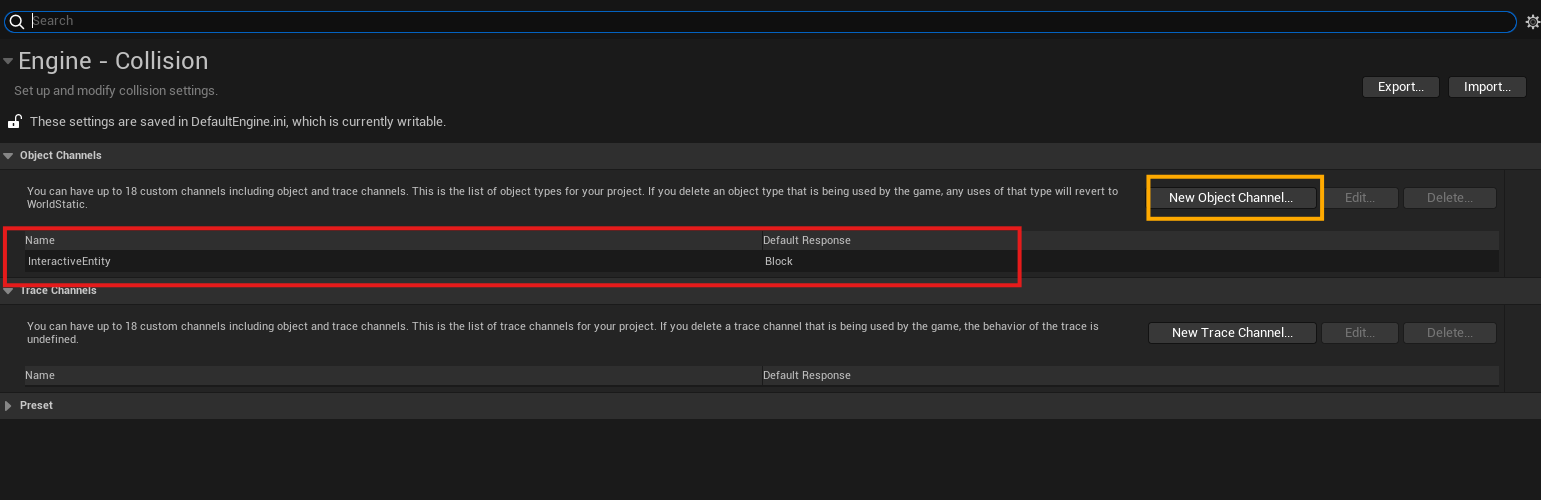 Search
Engine - Collision
Set up and modify collision settings.
Export...
Import...
These settings are saved in DefaultEngine.ini, which is currently writable.
Object Channels
You can have up to 18 custom channels including object and trace channels. This is the list of object types for your project. If you delete an object type that is being used by the game, any uses of that type will revert to
WorldStatic.
New Object Channel...
Edit...
Delete...
Name
Default Response
InteractiveEntity
Block
Trace Channels
You can have up to 18 custom channels including object and trace channels. This is the list of trace channels for your project. If you delete a trace channel that is being used by the game, the behavior of the trace is
undefined.
New Trace Channel...
Edit...
Delete...
Name
Default Response
Preset